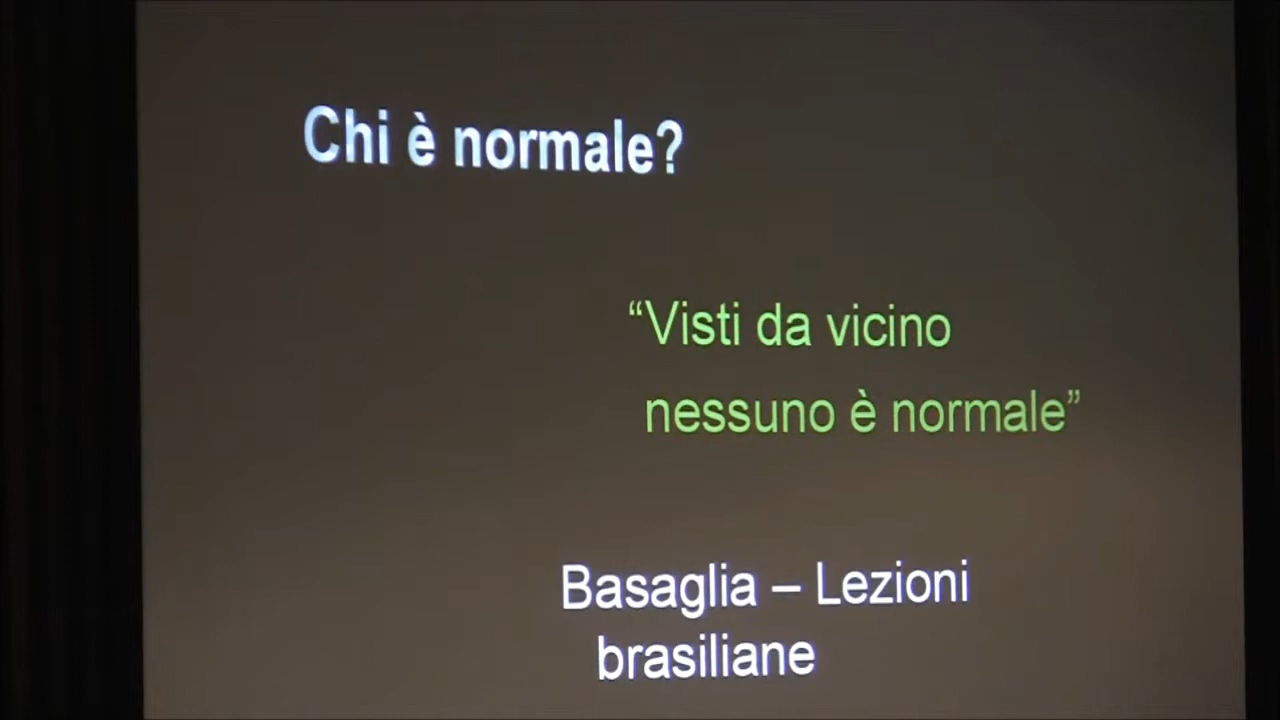 Chi è normale?
“Visti da vicino
nessuno è normale”
Basaglia – Lezioni
brasiliane